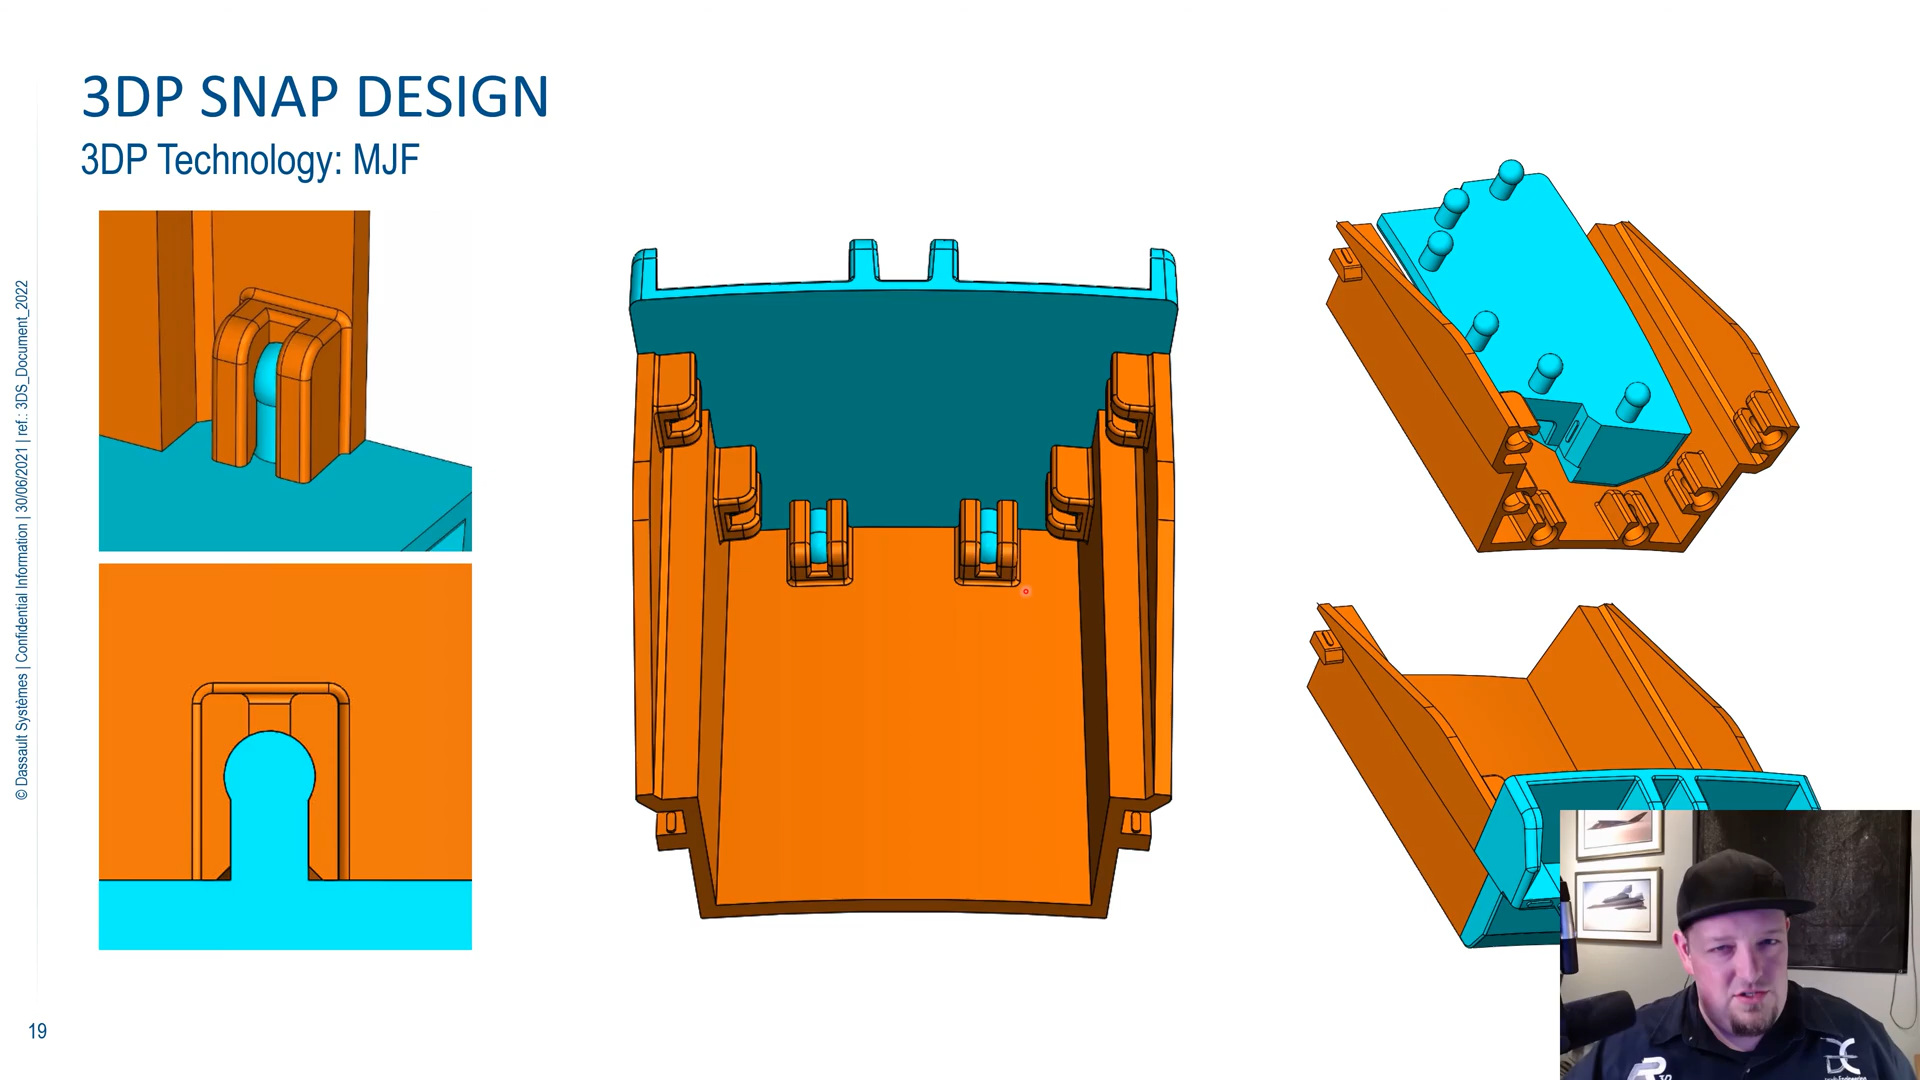 3DP SNAP DESIGN
3DP Technology: MJF
© Dassault Systèmes | Confidential Information | 30/06/2021 | ref.: 3DS_Document_2022
19